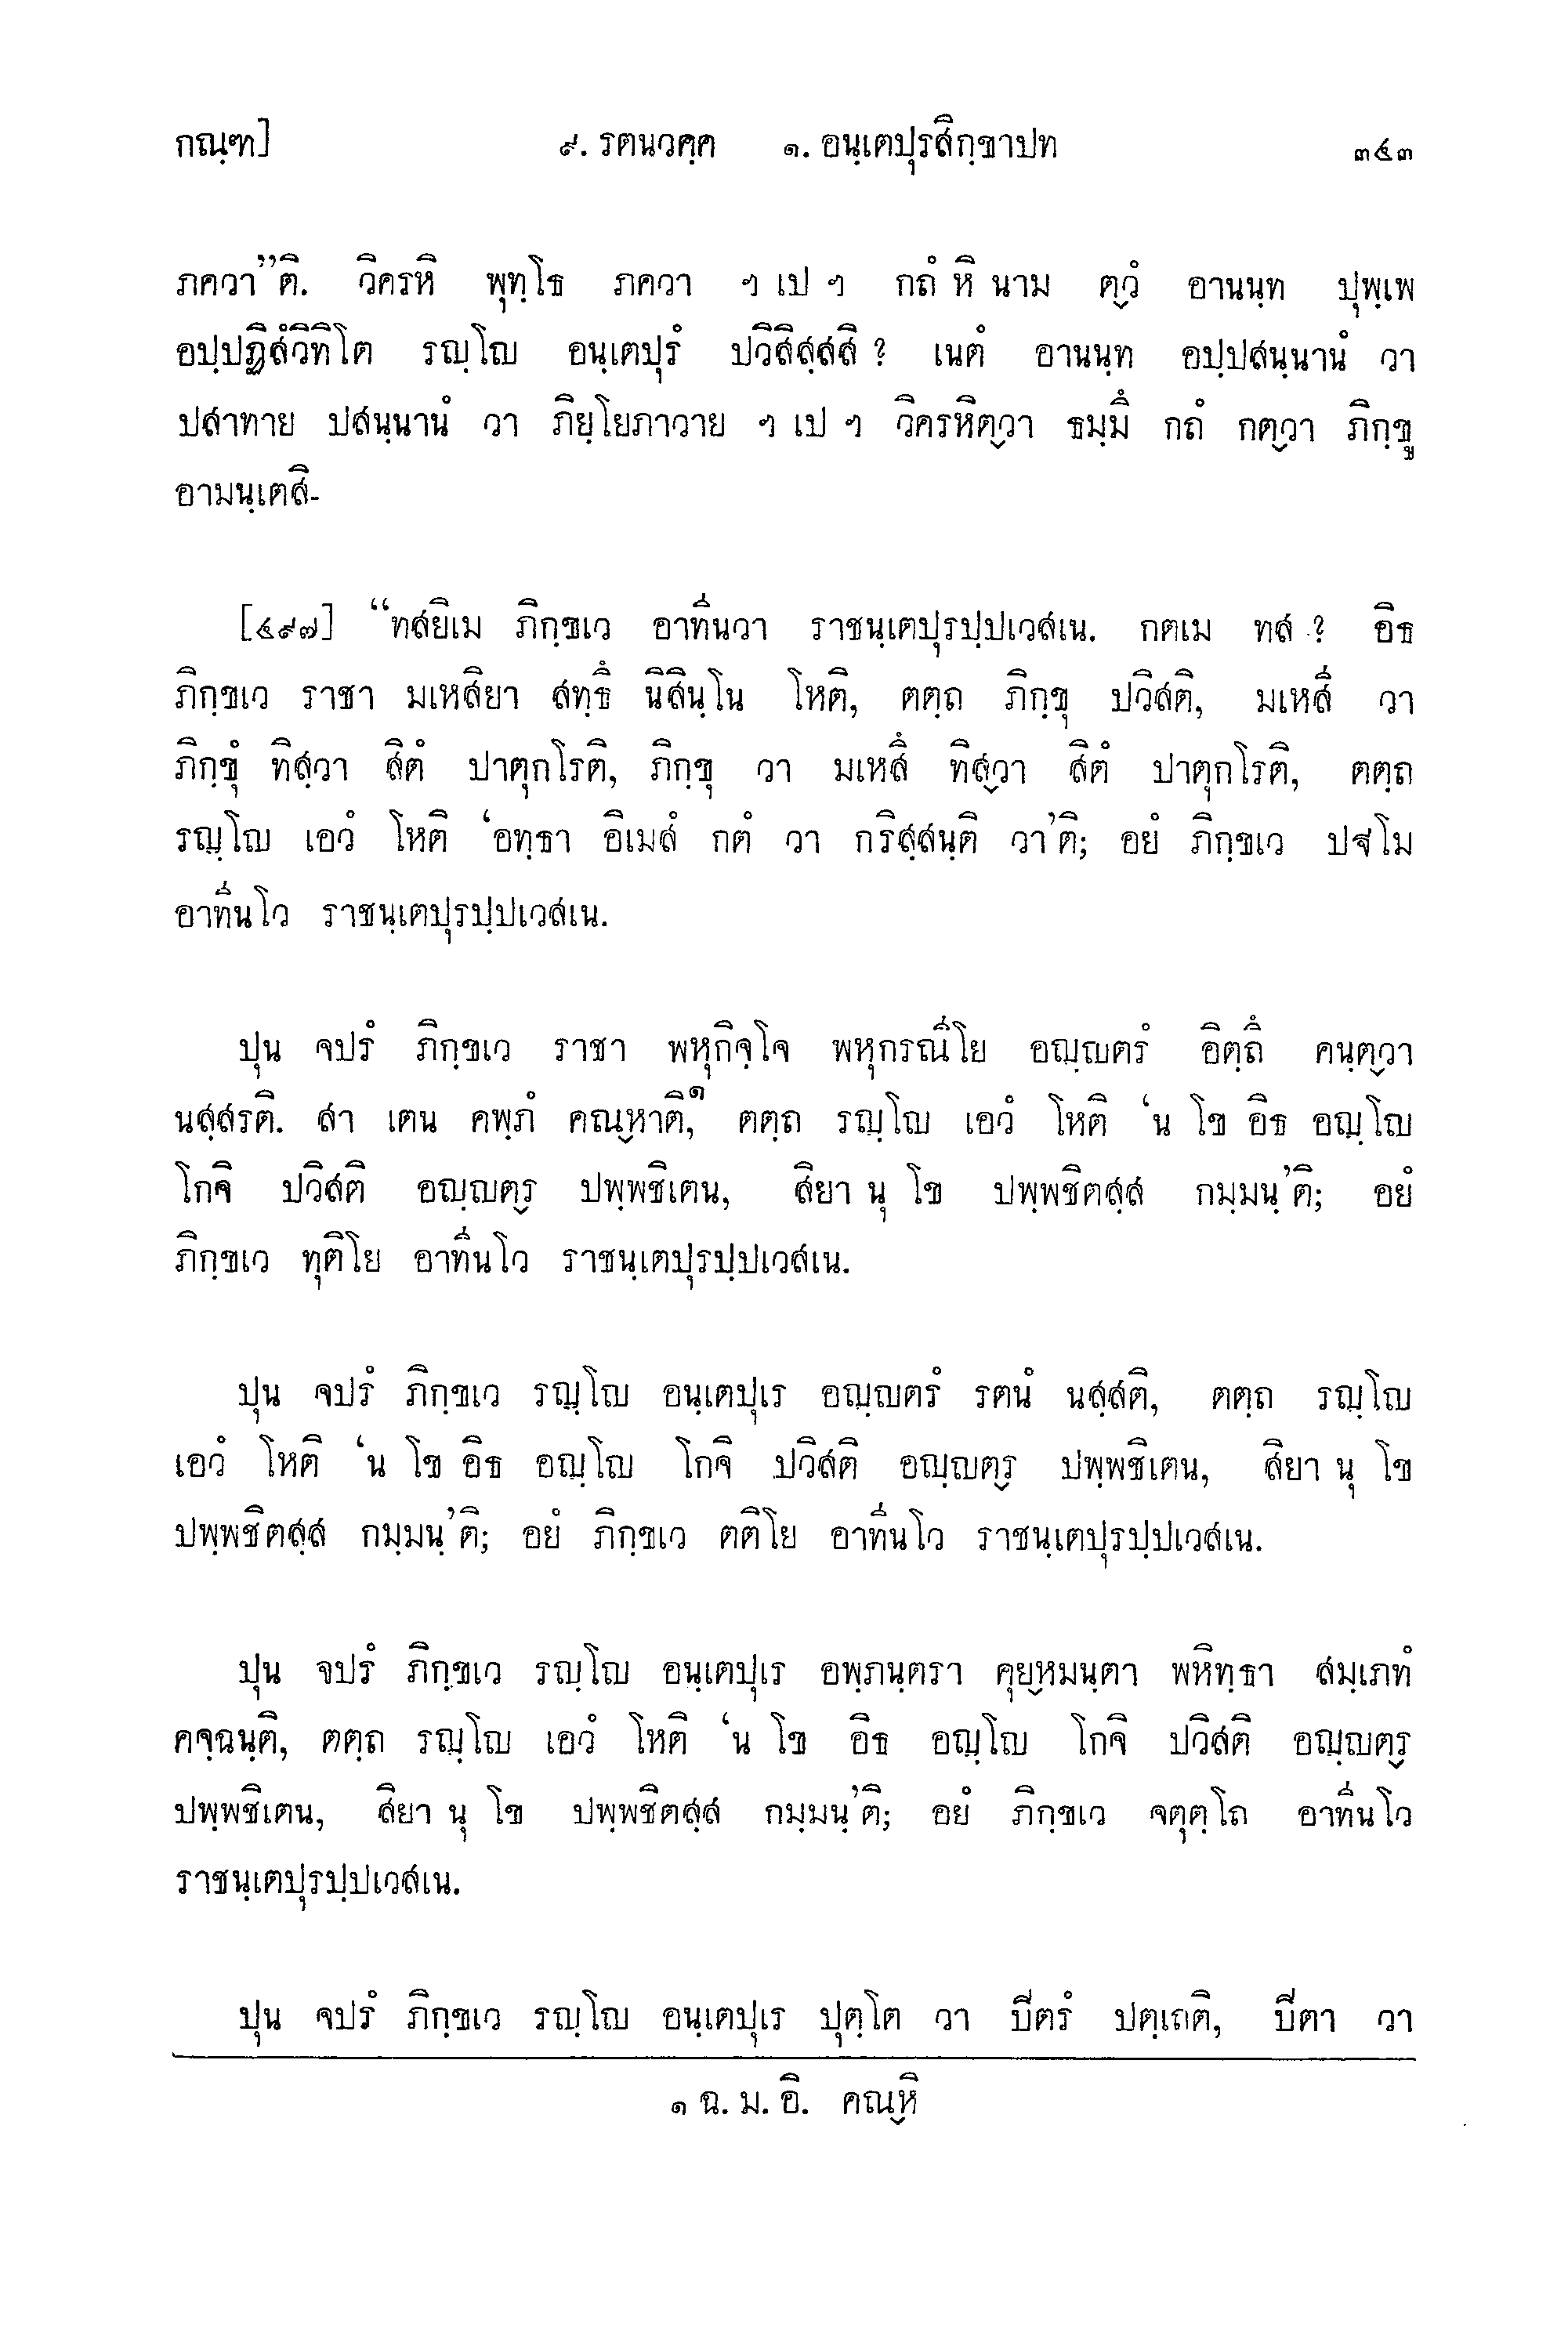 กณฺฑ] ๙. รตนวคฺค ๑. อนฺเตปุรสิกฺขาปท ๓๕๓
ภควา”ติ. วิครหิ พุทฺโธ ภควา ฯ เป ฯ กถํ หิ นาม ตฺวํ อานนฺท ปุพฺเพ
อปฺปฏิสํวิทิโต รญฺโญ อนฺเตปุรํ ปวิสิสฺสสิ ? เนตํ อานนฺท อปฺปสนฺนานํ วา
ปสาทาย ปสนฺนานํ วา ภิยฺโยภาวาย ฯ เป ฯ วิครหิตฺวา ธมฺมึ กถํ กตฺวา ภิกฺขู
อามนฺเตสิ-
[๔๙๗] “ทสยิเม ภิกฺขเว อาทีนวา ราชนฺเตปุรปฺปเวสเน. กตเม ทส ? อิธ
ภิกฺขเว ราชา มเหสิยา สทฺธึ นิสินฺโน โหติ, ตตฺถ ภิกฺขุ ปวิสติ, มเหสี วา
ภิกฺขุํ ทิสฺวา สิตํ ปาตุกโรติ, ภิกฺขุ วา มเหสึ ทิสฺวา สิตํ ปาตุกโรติ, ตตฺถ
รญฺโญ เอวํ โหติ ‘อทฺธา อิเมสํ กตํ วา กริสฺสนฺติ วา’ติ; อยํ ภิกฺขเว ปฐโม
อาทีนโว ราชนฺเตปุรปฺปเวสเน.
ปุน จปรํ ภิกฺขเว ราชา พหุกิจฺโจ พหุกรณีโย อญฺญตรํ อิตฺถึ คนฺตฺวา
นสฺสรติ. สา เตน คพฺภํ คณฺหาติ,๑ ตตฺถ รญฺโญ เอวํ โหติ ‘น โข อิธ อญฺโญ
โกจิ ปวิสติ อญฺญตฺร ปพฺพชิเตน, สิยา นุ โข ปพฺพชิตสฺส กมฺมนฺ’ติ; อยํ
ภิกฺขเว ทุติโย อาทีนโว ราชนฺเตปุรปฺปเวสเน.
ปุน จปรํ ภิกฺขเว รญฺโญ อนฺเตปุเร อญฺญตรํ รตนํ นสฺสติ, ตตฺถ รญฺโญ
เอวํ โหติ ‘น โข อิธ อญฺโญ โกจิ ปวิสติ อญฺญตฺร ปพฺพชิเตน, สิยา นุ โข
ปพฺพชิตสฺส กมฺมนฺ’ติ; อยํ ภิกฺขเว ตติโย อาทีนโว ราชนฺเตปุรปฺปเวสเน.
ปุน จปรํ ภิกฺขเว รญฺโญ อนฺเตปุเร อพฺภนฺตรา คุยฺหมนฺตา พหิทฺธา สมฺเภทํ
คจฺฉนฺติ, ตตฺถ รญฺโญ เอวํ โหติ ‘น โข อิธ อญฺโญ โกจิ ปวิสติ อญฺญตฺร
ปพฺพชิเตน, สิยา นุ โข ปพฺพชิตสฺส กมฺมนฺ’ติ; อยํ ภิกฺขเว จตุตฺโถ อาทีนโว
ราชนฺเตปุรปฺปเวสเน.
ปุน จปรํ ภิกฺขเว รญฺโญ อนฺเตปุเร ปุตฺโต วา ปิตรํ ปตฺเถติ, ปิตา วา
๑ ฉ. ม. อิ. คณฺหิ